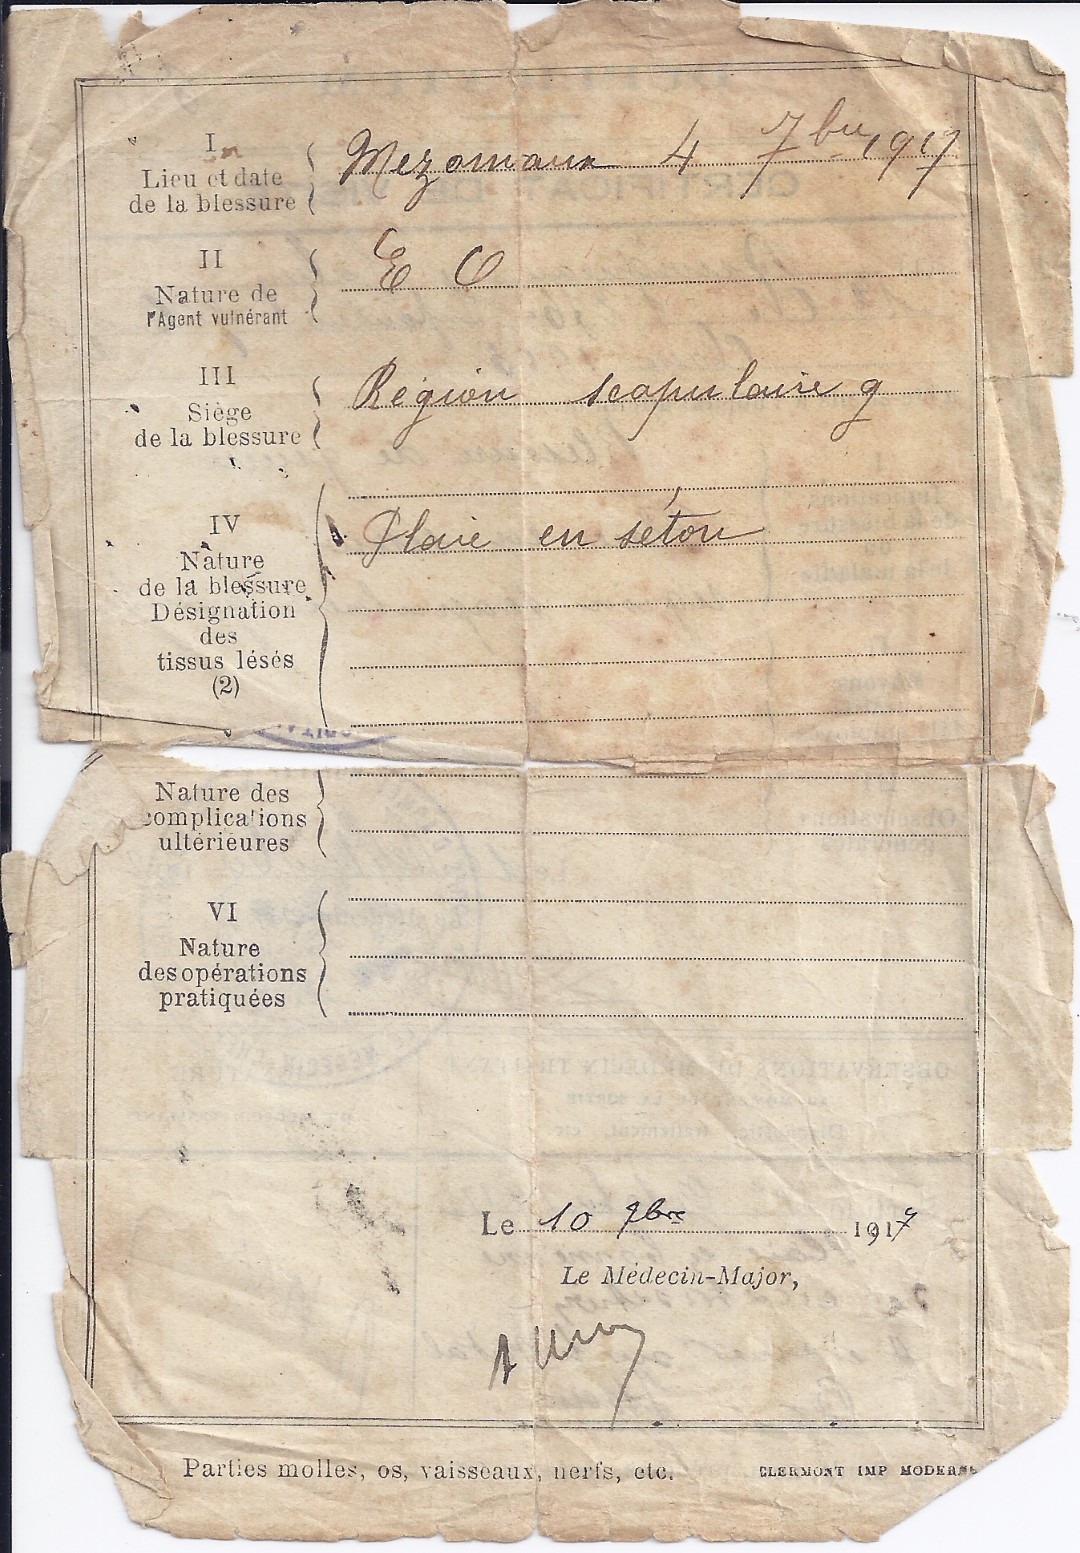 I
Lieu et date
de la blessure
Mezomaux 4 7bre 1917
II
Nature de
l'Agent vulnérant
E O
III
Siège
de la blessure
Région scapulaire g
IV
Nature
de la blessure
Désignation
des
tissus lésés
(2)
Plaie en séton
Nature des
complications
ultérieures
VI
Nature
des opérations
pratiquées
Le 10 9bre 1917
Le Médecin-Major,
Parties molles, os, vaisseaux, nerfs, etc.
CLERMONT IMP MODERNE